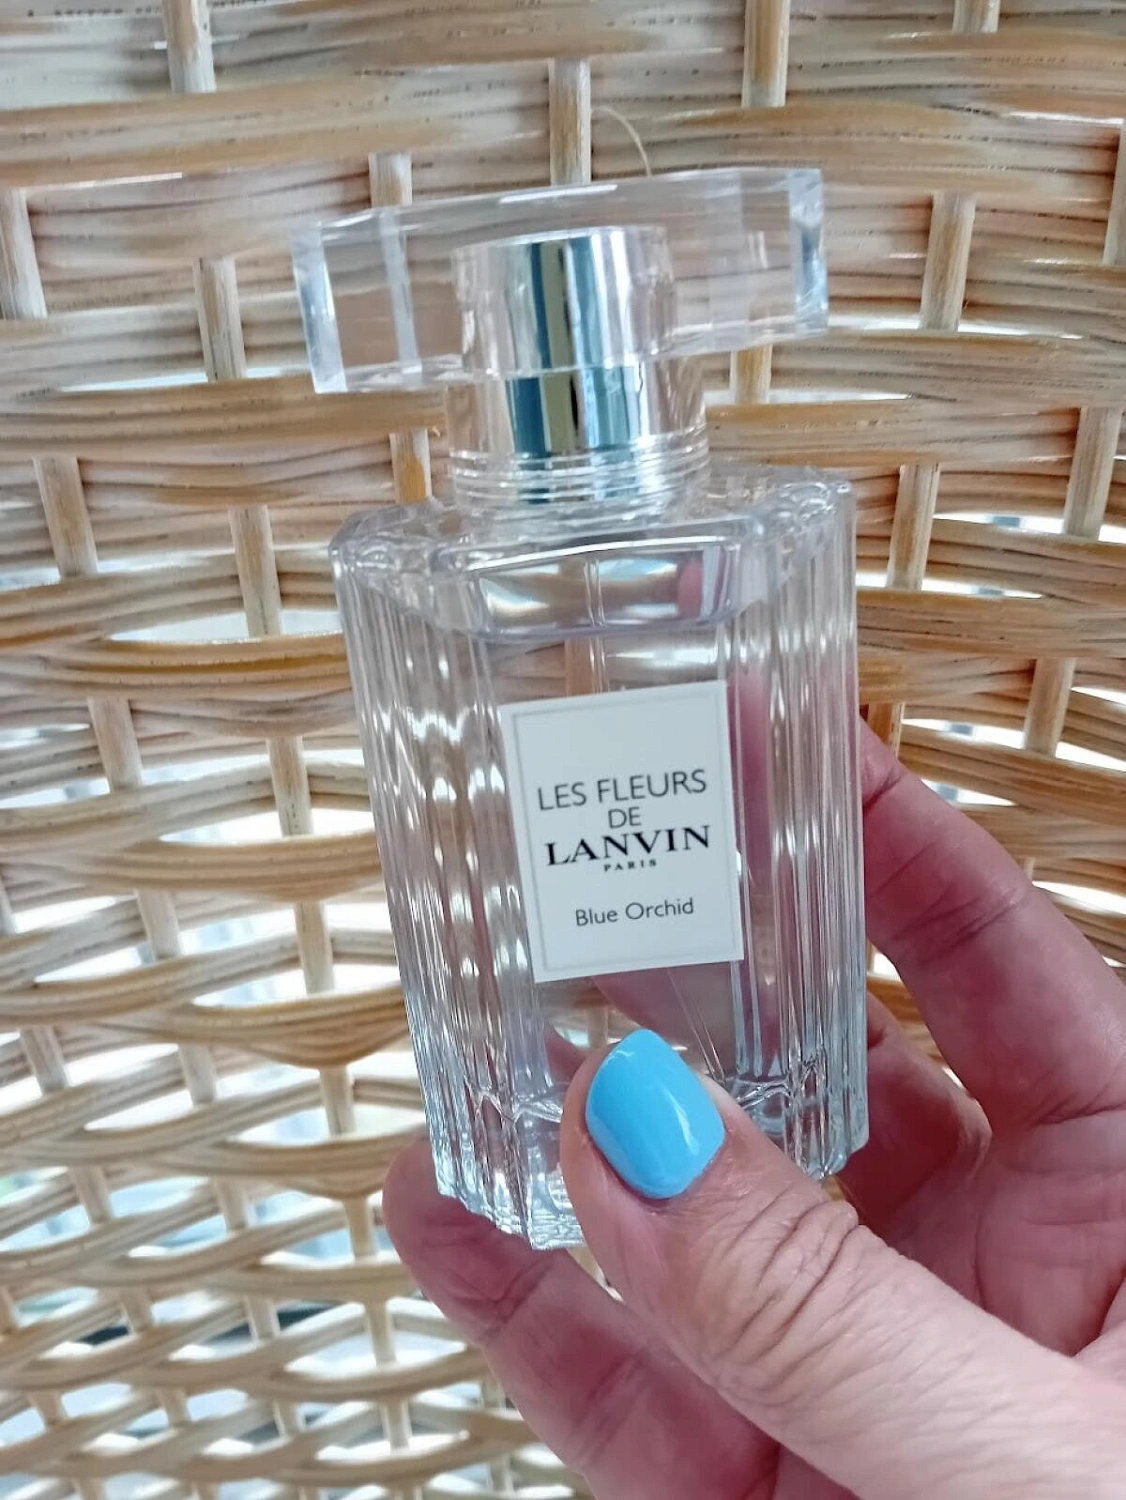 LES FLEURS
DE
LANVIN
PARIS
Blue Orchid